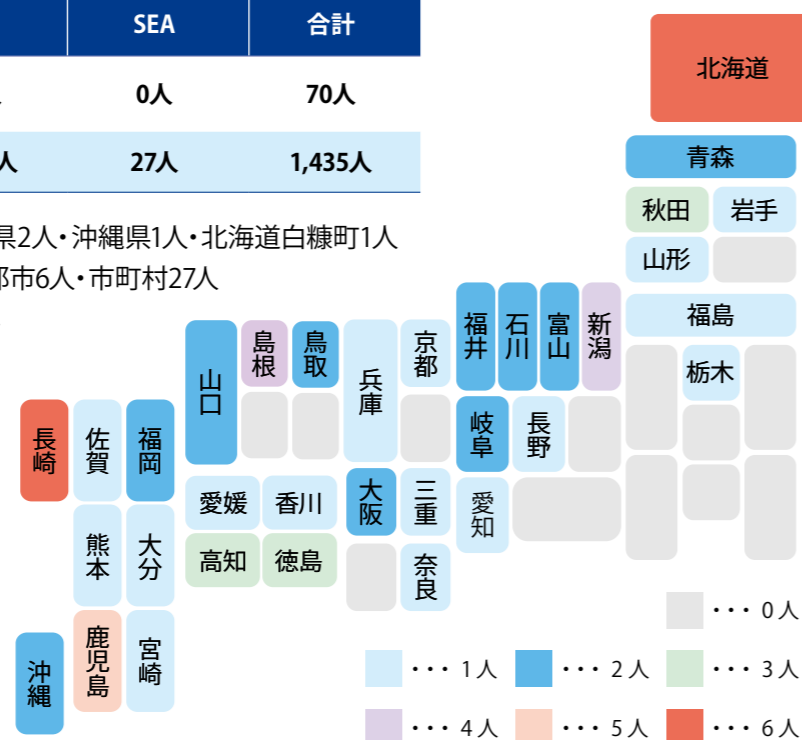 SEA 合計
0人 70人
人 27人 1,435人
県2人・沖縄県1人・北海道白糠町1人
市6人・市町村27人
北海道
青森
秋田 岩手
山形
福島
栃木
新潟
富山
石川
福井
岐阜
長野
愛知
京都
兵庫
鳥取
島根
山口
大阪
三重
奈良
愛媛 香川
高知 徳島
福岡
佐賀
長崎
熊本
大分
鹿児島
宮崎
沖縄
・・・ 0人
・・・ 1人 ・・・ 2人 ・・・ 3人
・・・ 4人 ・・・ 5人 ・・・ 6人